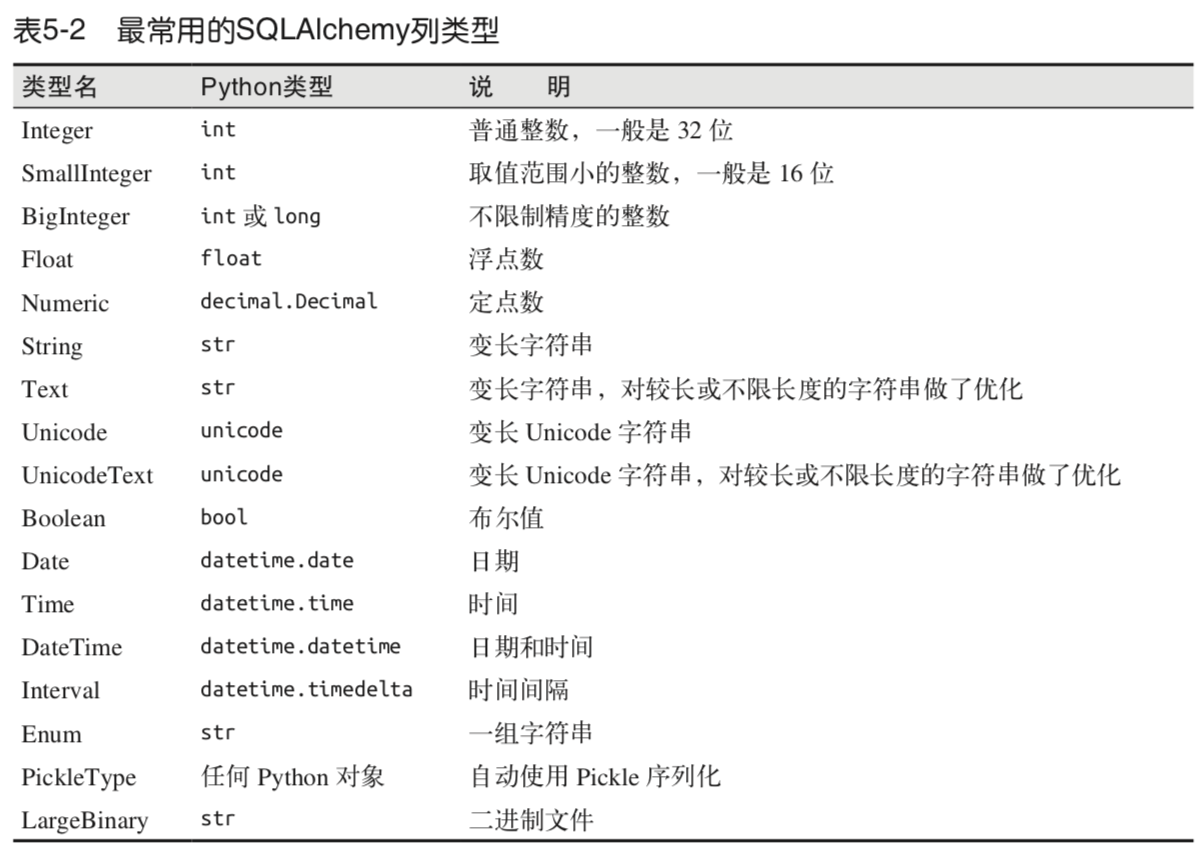 表5-2 最常用的SQLAlchemy列类型
类型名 Python类型 说 明
Integer int 普通整数，一般是 32 位
SmallInteger int 取值范围小的整数，一般是 16 位
BigInteger int 或 long 不限制精度的整数
Float float 浮点数
Numeric decimal.Decimal 定点数
String str 变长字符串
Text str 变长字符串，对较长或不限长度的字符串做了优化
Unicode unicode 变长 Unicode 字符串
UnicodeText unicode 变长 Unicode 字符串，对较长或不限长度的字符串做了优化
Boolean bool 布尔值
Date datetime.date 日期
Time datetime.time 时间
DateTime datetime.datetime 日期和时间
Interval datetime.timedelta 时间间隔
Enum str 一组字符串
PickleType 任何 Python 对象 自动使用 Pickle 序列化
LargeBinary str 二进制文件